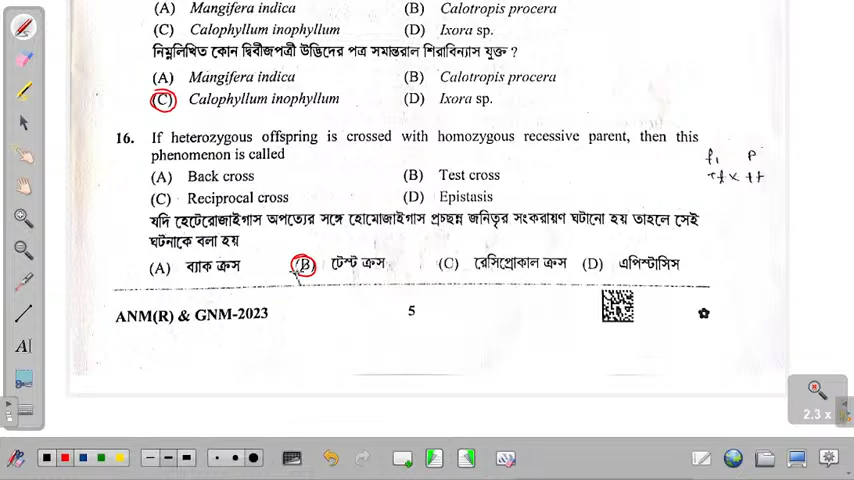 (A) Mangifera indica (B) Calotropis procera
(C) Calophyllum inophyllum (D) Ixora sp.
নিম্নলিখিত কোন দ্বিবীজপত্রী উদ্ভিদের পত্র সমান্তরাল শিরাবিন্যাস যুক্ত ?
(A) Mangifera indica (B) Calotropis procera
(C) Calophyllum inophyllum (D) Ixora sp.
16. If heterozygous offspring is crossed with homozygous recessive parent, then this
phenomenon is called
f1 P
Tt x tt
(A) Back cross (B) Test cross
(C) Reciprocal cross (D) Epistasis
যদি হেটেরোজাইগাস অপত্যের সঙ্গে হোমোজাইগাস প্রচ্ছন্ন জনিতৃর সংকরায়ণ ঘটানো হয় তাহলে সেই
ঘটনাকে বলা হয়
(A) ব্যাক ক্রস (B) টেস্ট ক্রস (C) রেসিপ্রোকাল ক্রস (D) এপিস্টাসিস
ANM(R) & GNM-2023 5
2.3 x
A